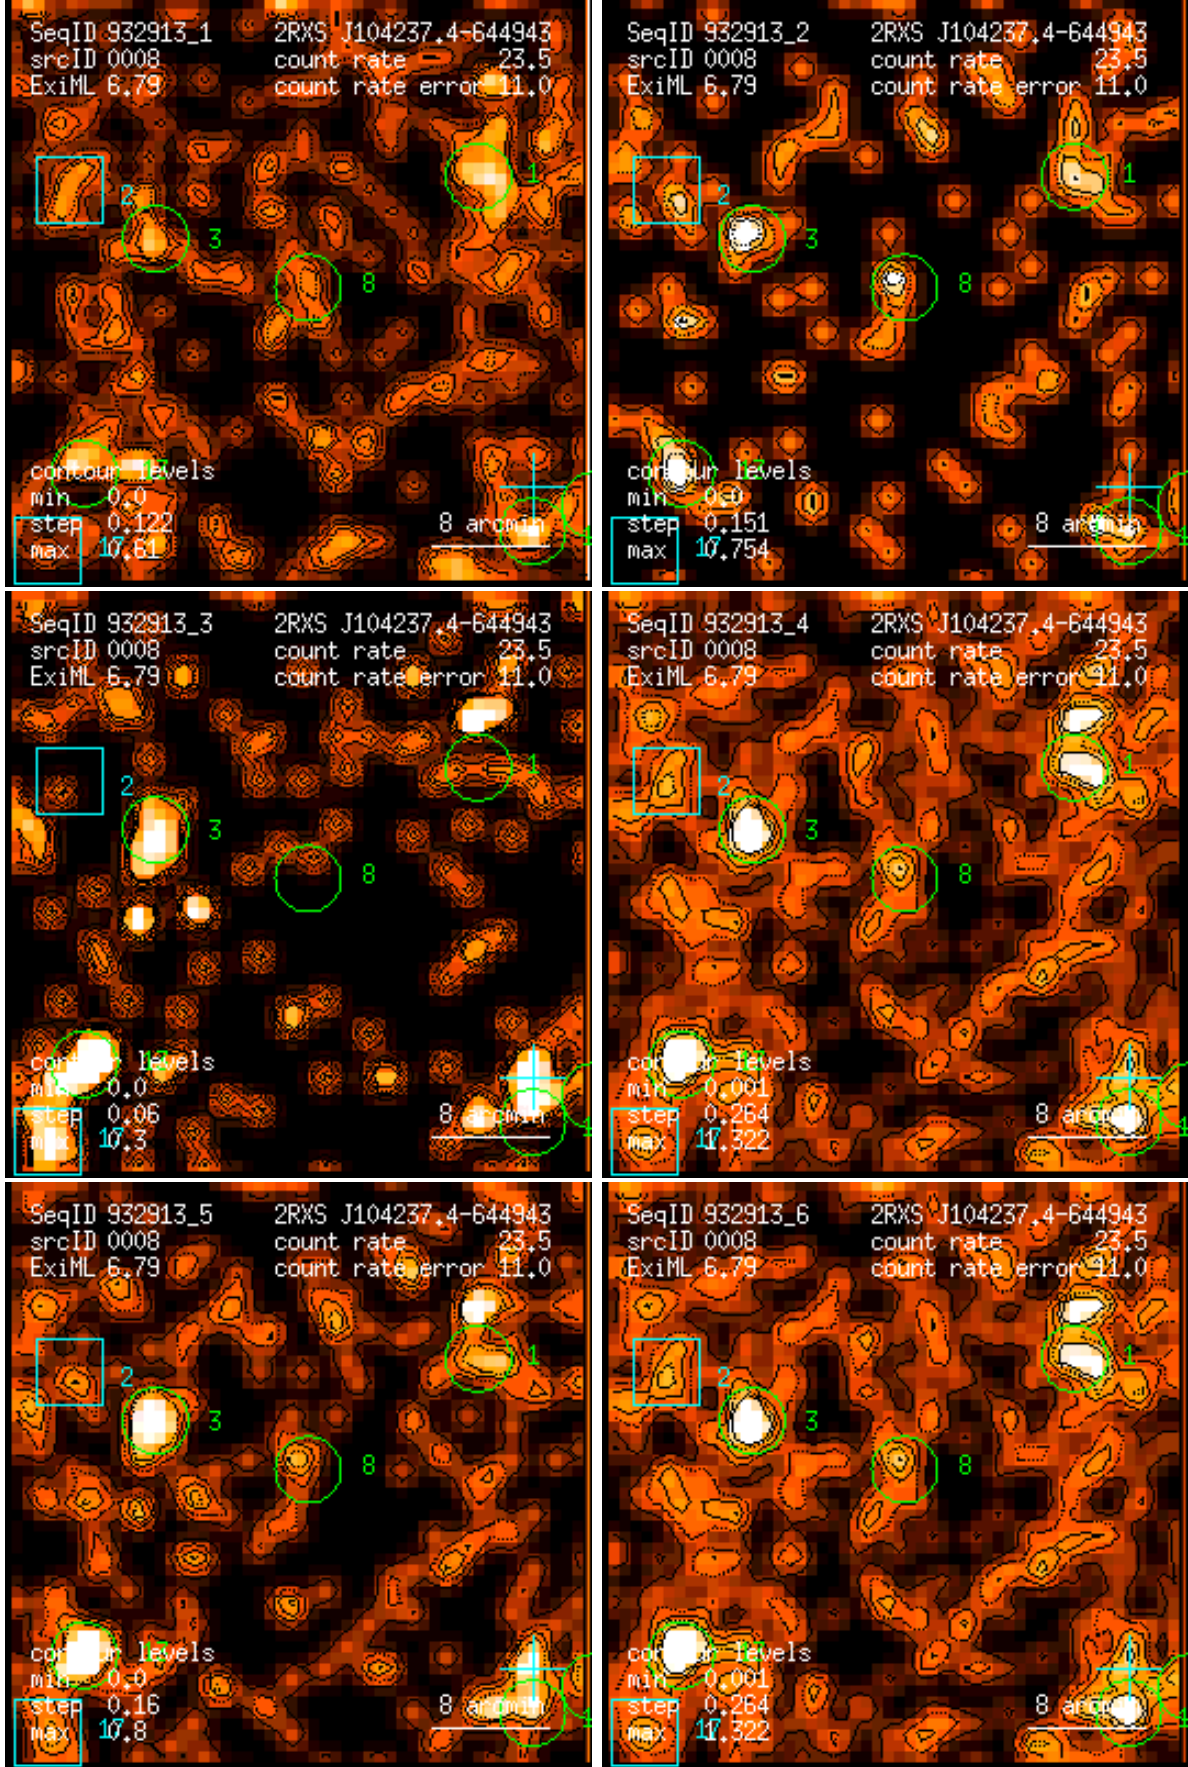 SeqID 932913_1 2RXS J104237.4-644943
srcID 0008 count rate 23.5
ExiML 6.79 count rate error 11.0
1
2
3
8
contour levels
min 0.0
step 0.122 8 arcmin
max 0.61
17
SeqID 932913_2 2RXS J104237.4-644943
srcID 0008 count rate 23.5
ExiML 6.79 count rate error 11.0
1
2
3
8
contour levels
min 0.0
step 0.151 8 arcmin
max 0.754
17
SeqID 932913_3 2RXS J104237.4-644943
srcID 0008 count rate 23.5
ExiML 6.79 count rate error 11.0
1
2
3
8
contour levels
min 0.0
step 0.06 8 arcmin
max 0.3
17
SeqID 932913_4 2RXS J104237.4-644943
srcID 0008 count rate 23.5
ExiML 6.79 count rate error 11.0
1
2
3
8
contour levels
min 0.001
step 0.264 8 arcmin
max 1.322
17
SeqID 932913_5 2RXS J104237.4-644943
srcID 0008 count rate 23.5
ExiML 6.79 count rate error 11.0
1
2
3
8
contour levels
min 0.0
step 0.16 8 arcmin
max 0.8
17
SeqID 932913_6 2RXS J104237.4-644943
srcID 0008 count rate 23.5
ExiML 6.79 count rate error 11.0
1
2
3
8
contour levels
min 0.001
step 0.264 8 arcmin
max 1.322
17